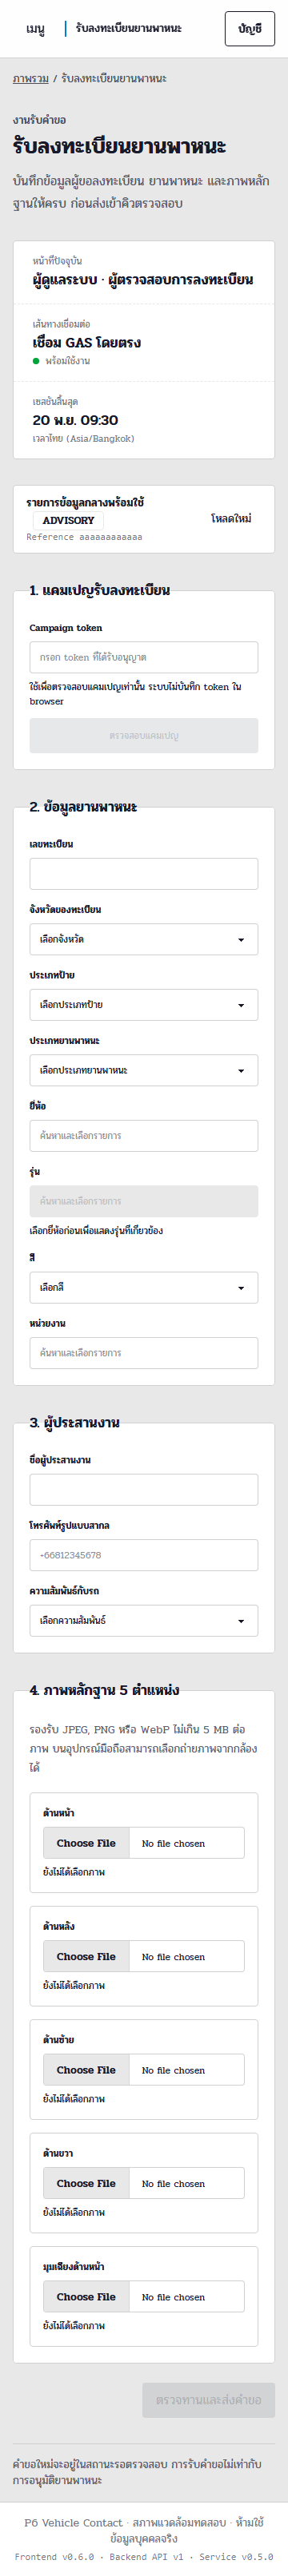 เมนู
รับลงทะเบียนยานพาหนะ
บัญชี
ภาพรวม / รับลงทะเบียนยานพาหนะ
งานรับคำขอ
รับลงทะเบียนยานพาหนะ
บันทึกข้อมูลผู้ขอลงทะเบียน ยานพาหนะ และภาพหลัก
ฐานให้ครบ ก่อนส่งเข้าคิวตรวจสอบ
หน้าที่ปัจจุบัน
ผู้ดูแลระบบ · ผู้ตรวจสอบการลงทะเบียน
เส้นทางเชื่อมต่อ
เชื่อม GAS โดยตรง
พร้อมใช้งาน
เซสชันสิ้นสุด
20 พ.ย. 09:30
เวลาไทย (Asia/Bangkok)
รายการข้อมูลกลางพร้อมใช้
ADVISORY
Reference aaaaaaaaaaaa
โหลดใหม่
1. แคมเปญรับลงทะเบียน
Campaign token
กรอก token ที่ได้รับอนุญาต
ใช้เพื่อตรวจสอบแคมเปญเท่านั้น ระบบไม่บันทึก token ใน
browser
ตรวจสอบแคมเปญ
2. ข้อมูลยานพาหนะ
เลขทะเบียน
จังหวัดของทะเบียน
เลือกจังหวัด
ประเภทป้าย
เลือกประเภทป้าย
ประเภทยานพาหนะ
เลือกประเภทยานพาหนะ
ยี่ห้อ
ค้นหาและเลือกรายการ
รุ่น
ค้นหาและเลือกรายการ
เลือกยี่ห้อก่อนเพื่อแสดงรุ่นที่เกี่ยวข้อง
สี
เลือกสี
หน่วยงาน
ค้นหาและเลือกรายการ
3. ผู้ประสานงาน
ชื่อผู้ประสานงาน
โทรศัพท์รูปแบบสากล
+66812345678
ความสัมพันธ์กับรถ
เลือกความสัมพันธ์
4. ภาพหลักฐาน 5 ตำแหน่ง
รองรับ JPEG, PNG หรือ WebP ไม่เกิน 5 MB ต่อ
ภาพ บนอุปกรณ์มือถือสามารถเลือกถ่ายภาพจากกล้อง
ได้
ด้านหน้า
Choose File No file chosen
ยังไม่ได้เลือกภาพ
ด้านหลัง
Choose File No file chosen
ยังไม่ได้เลือกภาพ
ด้านซ้าย
Choose File No file chosen
ยังไม่ได้เลือกภาพ
ด้านขวา
Choose File No file chosen
ยังไม่ได้เลือกภาพ
มุมเฉียงด้านหน้า
Choose File No file chosen
ยังไม่ได้เลือกภาพ
ตรวจทานและส่งคำขอ
คำขอใหม่จะอยู่ในสถานะรอตรวจสอบ การรับคำขอไม่เท่ากับ
การอนุมัติยานพาหนะ
P6 Vehicle Contact · สภาพแวดล้อมทดสอบ · ห้ามใช้
ข้อมูลบุคคลจริง
Frontend v0.6.0 · Backend API v1 · Service v0.5.0